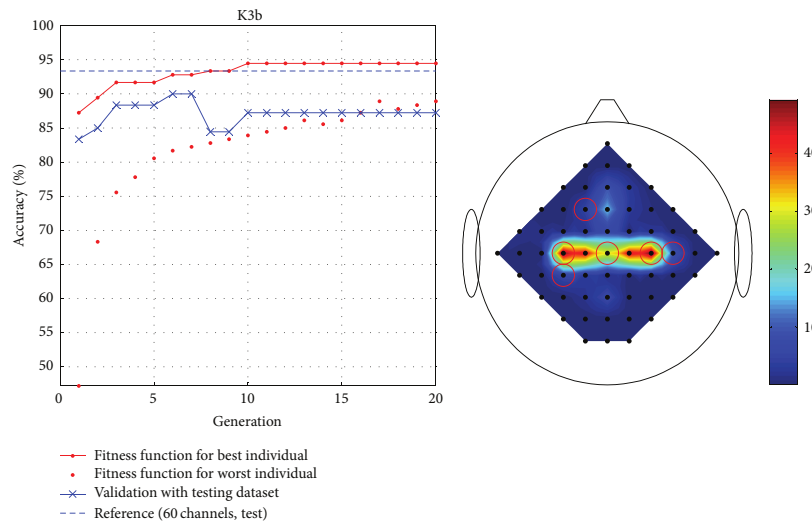 K3b
100
95
90
85
80
75
70
65
60
55
50
Accuracy (%)
0 5 10 15 20
Generation
Fitness function for best individual
Fitness function for worst individual
Validation with testing dataset
Reference (60 channels, test)